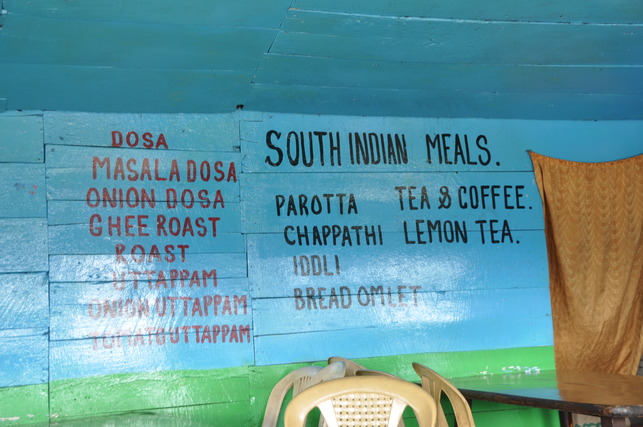 DOSA
MASALA DOSA
ONION DOSA
GHEE ROAST
ROAST
UTTAPPAM
ONION UTTAPPAM
TOMATO UTTAPPAM
SOUTH INDIAN MEALS.
PAROTTA TEA & COFFEE.
CHAPPATHI LEMON TEA.
IDDLI
BREAD OMLET